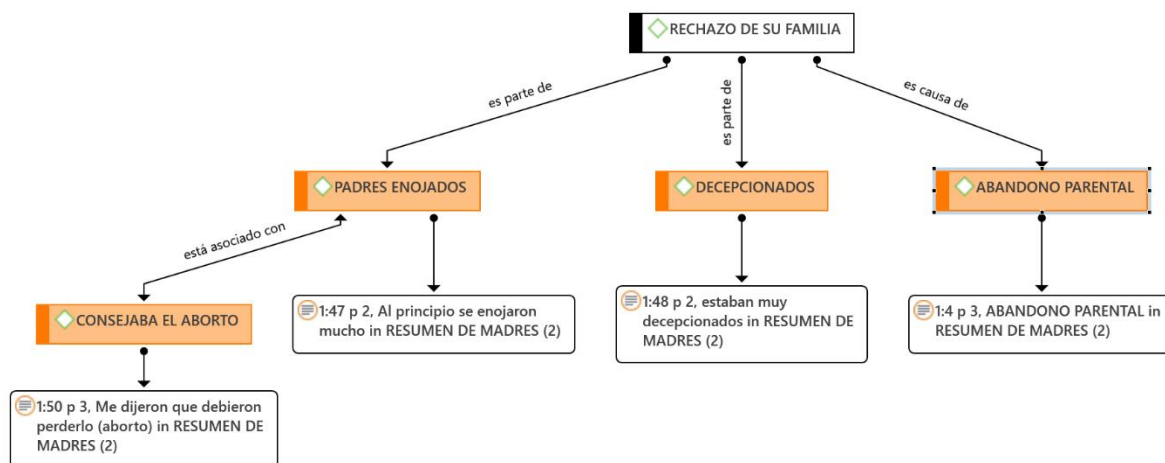 RECHAZO DE SU FAMILIA
es parte de
es parte de
es causa de
PADRES ENOJADOS
DECEPCIONADOS
ABANDONO PARENTAL
está asociado con
CONSEJABA EL ABORTO
1:47 p 2, Al principio se enojaron
mucho in RESUMEN DE MADRES (2)
1:48 p 2, estaban muy
decepcionados in RESUMEN DE
MADRES (2)
1:4 p 3, ABANDONO PARENTAL in
RESUMEN DE MADRES (2)
1:50 p 3, Me dijeron que debieron
perderlo (aborto) in RESUMEN DE
MADRES (2)